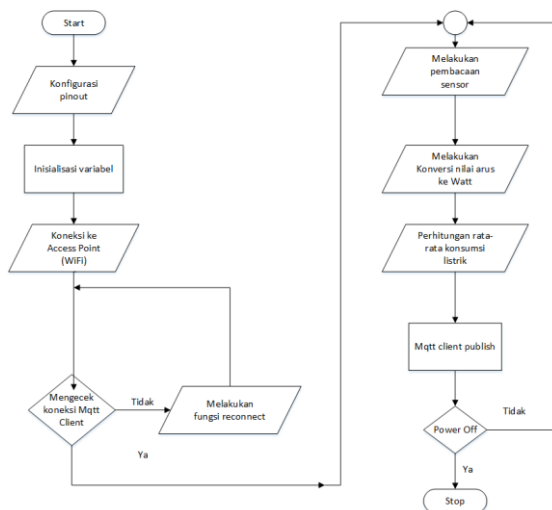 Start
Konfigurasi
pinout
Inisialisasi variabel
Koneksi ke
Access Point
(WiFi)
Mengecek
koneksi Mqtt
Client
Tidak
Melakukan
fungsi reconnect
Ya
Melakukan
pembacaan
sensor
Melakukan
Konversi nilai arus
ke Watt
Perhitungan rata-
rata konsumsi
listrik
Mqtt client publish
Power Off
Tidak
Ya
Stop